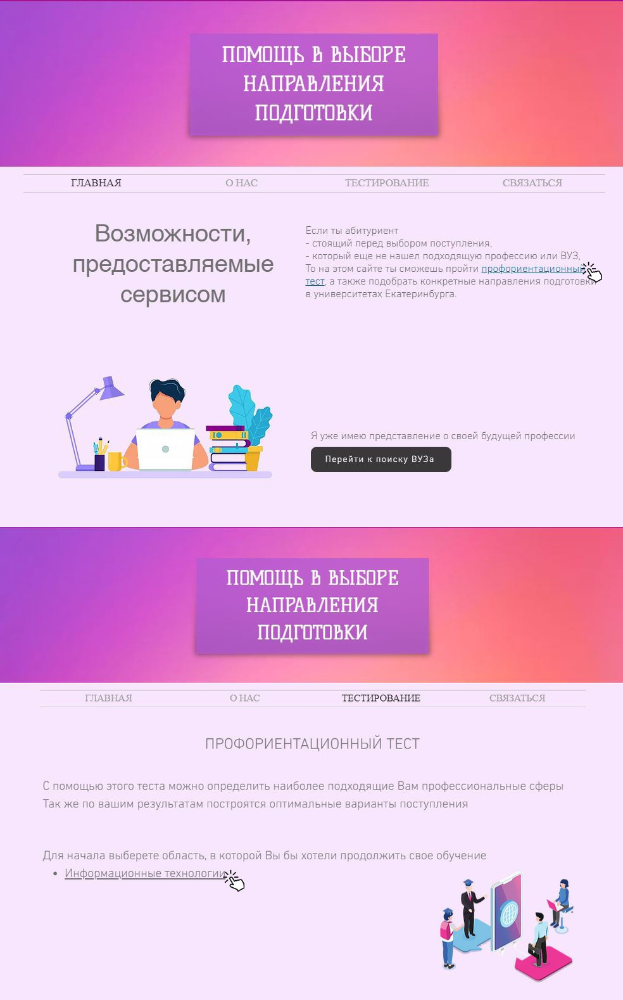 ПОМОЩЬ В ВЫБОРЕ
НАПРАВЛЕНИЯ
ПОДГОТОВКИ
ГЛАВНАЯ О НАС ТЕСТИРОВАНИЕ СВЯЗАТЬСЯ
Возможности,
предоставляемые
сервисом
Если ты абитуриент
- стоящий перед выбором поступления,
- который еще не нашел подходящую профессию или ВУЗ,
То на этом сайте ты сможешь пройти профориентационный
тест, а также подобрать конкретные направления подготовки
в университетах Екатеринбурга.
Я уже имею представление о своей будущей профессии
Перейти к поиску ВУЗа
ПОМОЩЬ В ВЫБОРЕ
НАПРАВЛЕНИЯ
ПОДГОТОВКИ
ГЛАВНАЯ О НАС ТЕСТИРОВАНИЕ СВЯЗАТЬСЯ
ПРОФОРИЕНТАЦИОННЫЙ ТЕСТ
С помощью этого теста можно определить наиболее подходящие Вам профессиональные сферы
Так же по вашим результатам построятся оптимальные варианты поступления
Для начала выберете область, в которой Вы бы хотели продолжить свое обучение
• Информационные технологии